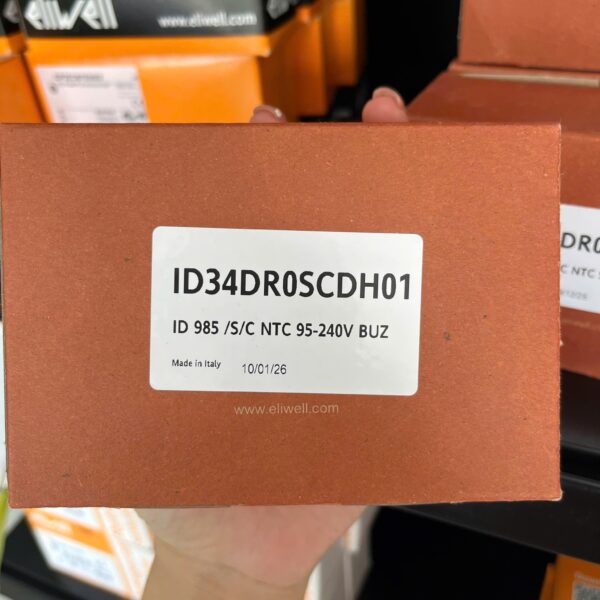 eliwell
www.eliwell.com
ID34DR0SCDH01
ID 985 /S/C NTC 95-240V BUZ
Made in Italy 10/01/26
www.eliwell.com
DR0
C NTC